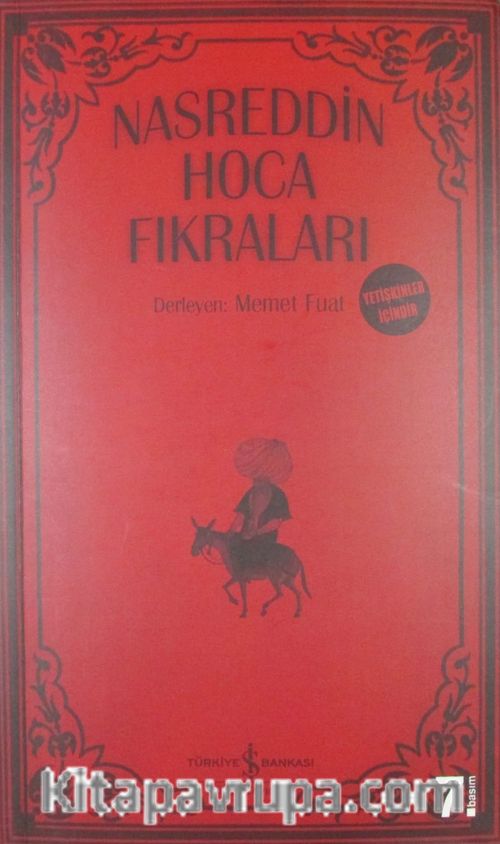 NASREDDİN
HOCA
FIKRALARI
Derleyen: Memet Fuat
YETİŞKİNLER
İÇİNDİR
TÜRKİYE İŞ BANKASI
kitapavrupa.com
7
basım